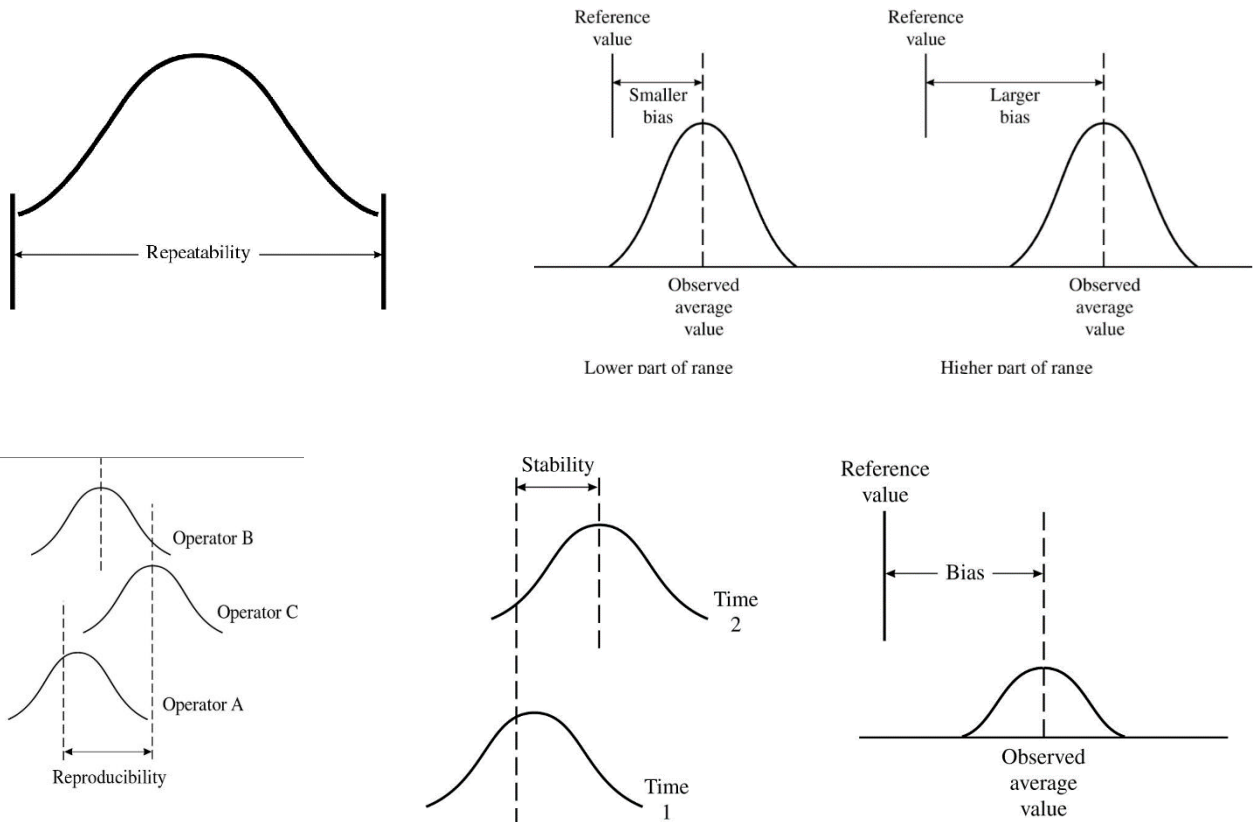 Repeatability
Reference
value
Smaller
bias
Observed
average
value
Lower part of range
Reference
value
Larger
bias
Observed
average
value
Higher part of range
Operator B
Operator C
Operator A
Reproducibility
Stability
Time
2
Time
1
Reference
value
Bias
Observed
average
value